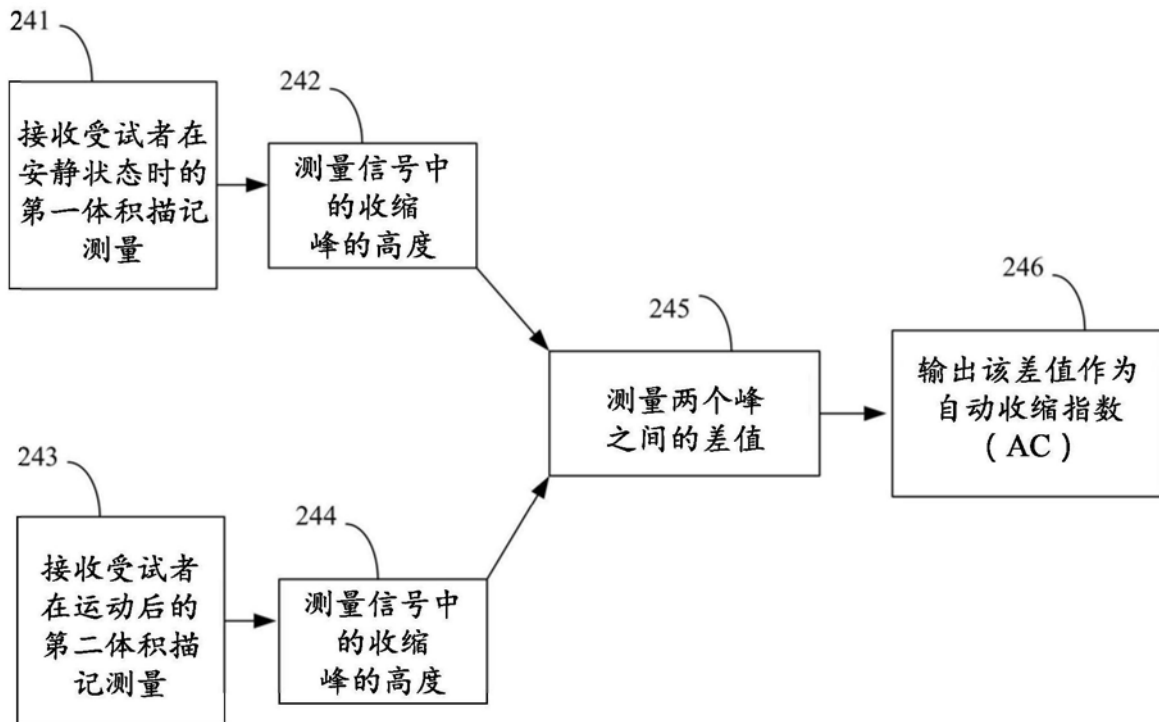 241
接收受试者在
安静状态时的
第一体积描记
测量
242
测量信号中
的收缩
峰的高度
243
接收受试者
在运动后的
第二体积描
记测量
244
测量信号中
的收缩
峰的高度
245
测量两个峰
之间的差值
246
输出该差值作为
自动收缩指数
（AC）